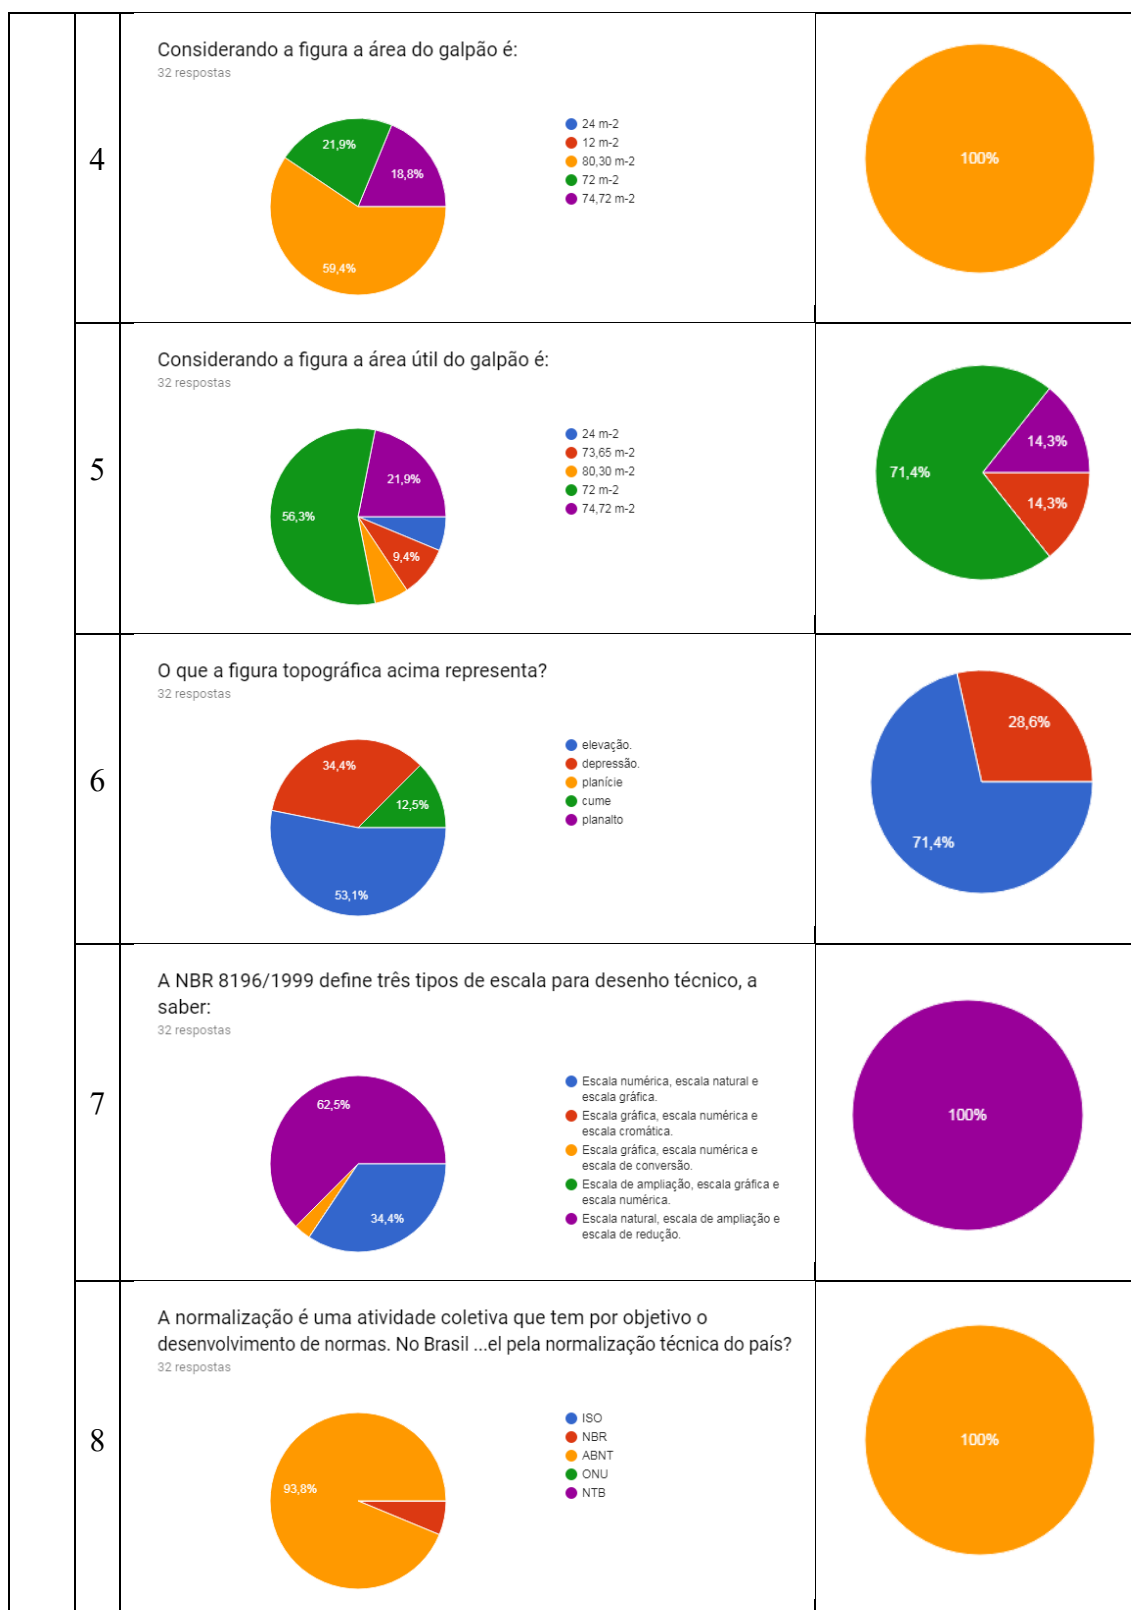 4
Considerando a figura a área do galpão é:
32 respostas
21,9%
18,8%
59,4%
24 m-2
12 m-2
80,30 m-2
72 m-2
74,72 m-2
100%
5
Considerando a figura a área útil do galpão é:
32 respostas
56,3%
21,9%
9,4%
24 m-2
73,65 m-2
80,30 m-2
72 m-2
74,72 m-2
71,4%
14,3%
14,3%
6
O que a figura topográfica acima representa?
32 respostas
34,4%
12,5%
53,1%
elevação.
depressão.
planície
cume
planalto
28,6%
71,4%
7
A NBR 8196/1999 define três tipos de escala para desenho técnico, a
saber:
32 respostas
62,5%
34,4%
Escala numérica, escala natural e
escala gráfica.
Escala gráfica, escala numérica e
escala cromática.
Escala gráfica, escala numérica e
escala de conversão.
Escala de ampliação, escala gráfica e
escala numérica.
Escala natural, escala de ampliação e
escala de redução.
100%
8
A normalização é uma atividade coletiva que tem por objetivo o
desenvolvimento de normas. No Brasil ...el pela normalização técnica do país?
32 respostas
93,8%
ISO
NBR
ABNT
ONU
NTB
100%